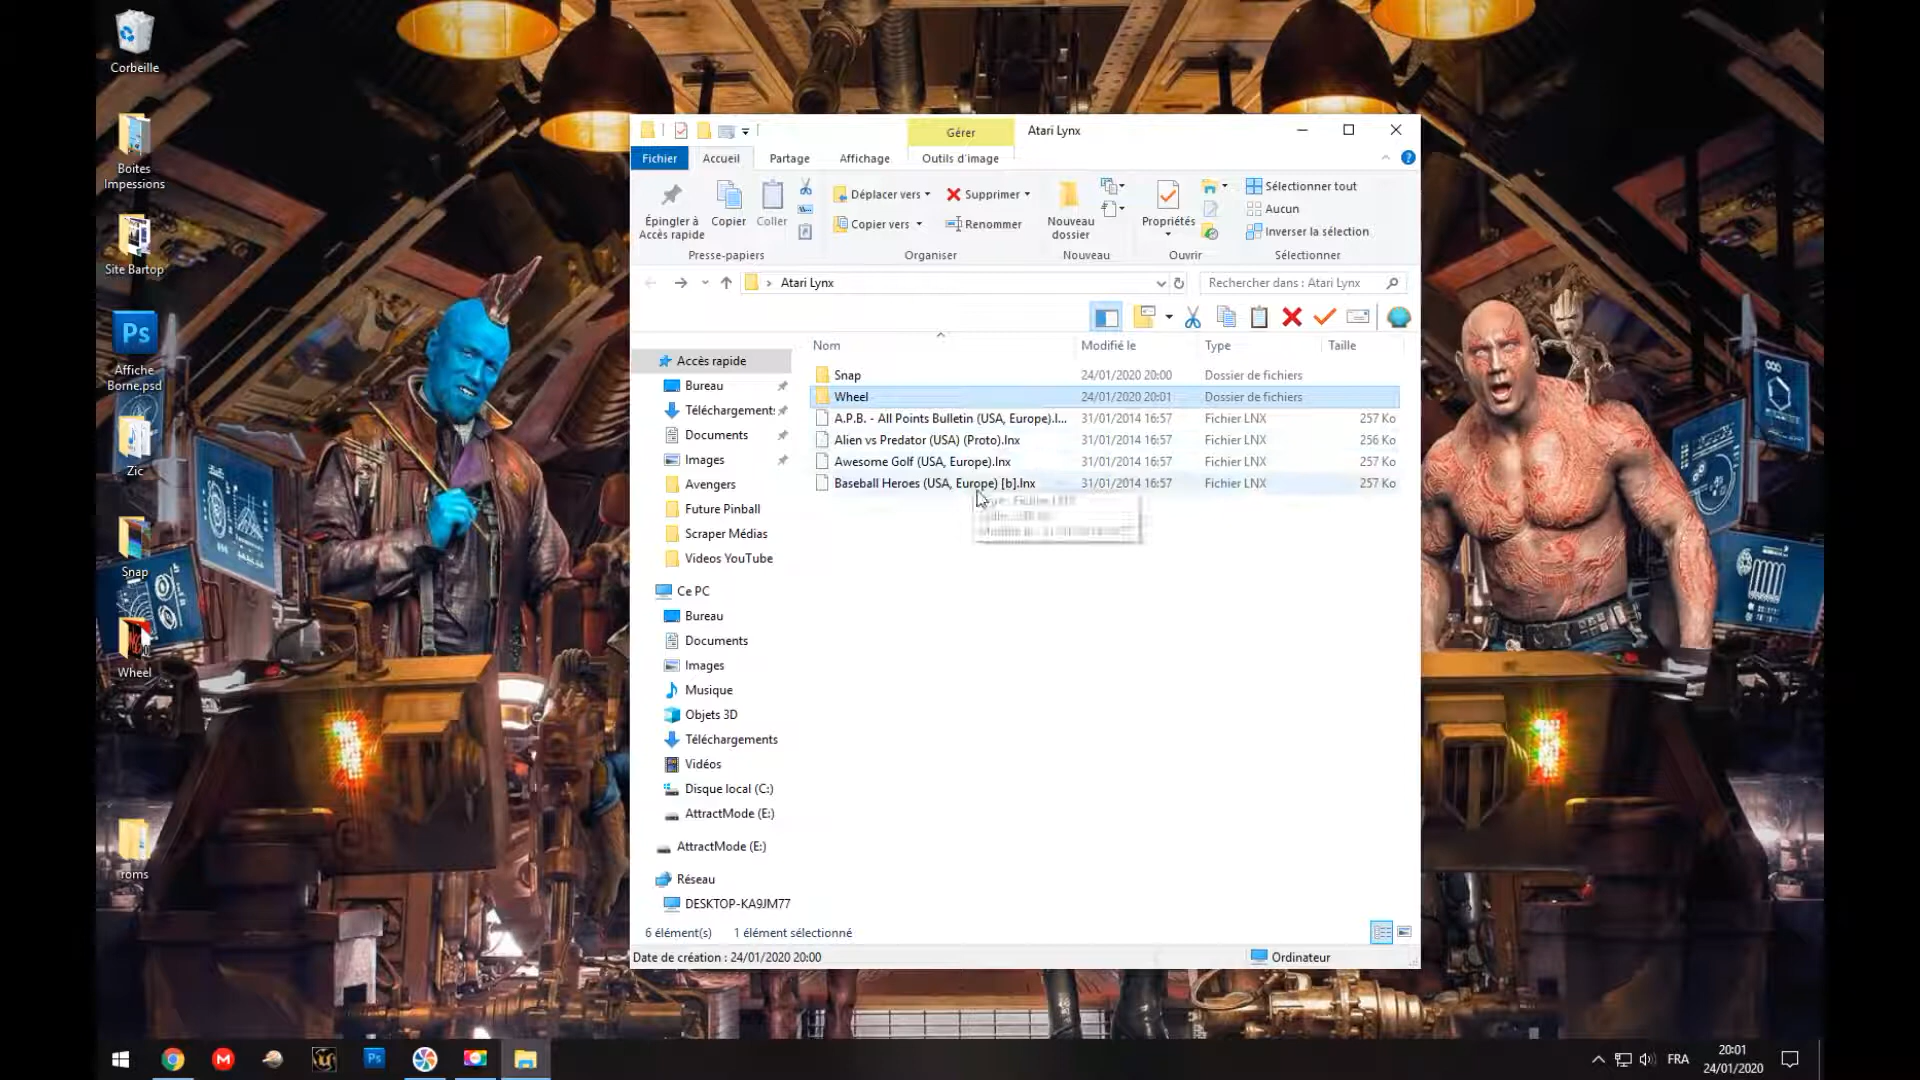 Corbeille
Boites
Impessions
Site Bartop
Ps
Affiche
Borne.psd
Zic
Snap
Wheel
roms
Gérer
Atari Lynx
Fichier
Accueil
Partage
Affichage
Outils d'image
Épingler à
Accès rapide
Copier
Coller
Déplacer vers
Copier vers
Supprimer
Renommer
Nouveau
dossier
Propriétés
Sélectionner tout
Aucun
Inverser la sélection
Presse-papiers
Organiser
Nouveau
Ouvrir
Sélectionner
Atari Lynx
Rechercher dans : Atari Lynx
Nom
Modifié le
Type
Taille
Snap 24/01/2020 20:00 Dossier de fichiers
Wheel 24/01/2020 20:01 Dossier de fichiers
A.P.B. - All Points Bulletin (USA, Europe).l... 31/01/2014 16:57 Fichier LNX 257 Ko
Alien vs Predator (USA) (Proto).lnx 31/01/2014 16:57 Fichier LNX 256 Ko
Awesome Golf (USA, Europe).lnx 31/01/2014 16:57 Fichier LNX 257 Ko
Baseball Heroes (USA, Europe) [b].lnx 31/01/2014 16:57 Fichier LNX 257 Ko
Accès rapide
Bureau
Téléchargements
Documents
Images
Avengers
Future Pinball
Scraper Médias
Videos YouTube
Ce PC
Bureau
Documents
Images
Musique
Objets 3D
Téléchargements
Vidéos
Disque local (C:)
AttractMode (E:)
AttractMode (E:)
Réseau
DESKTOP-KA9JM77
6 élément(s) 1 élément sélectionné
Date de création : 24/01/2020 20:00
Ordinateur
Ps
FRA
20:01
24/01/2020